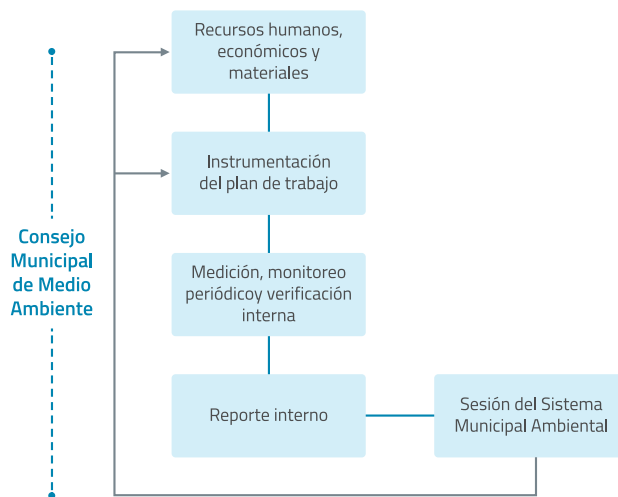 Recursos humanos,
económicos y
materiales
Instrumentación
del plan de trabajo
Consejo
Municipal
de Medio
Ambiente
Medición, monitoreo
periódicoy verificación
interna
Reporte interno
Sesión del Sistema
Municipal Ambiental